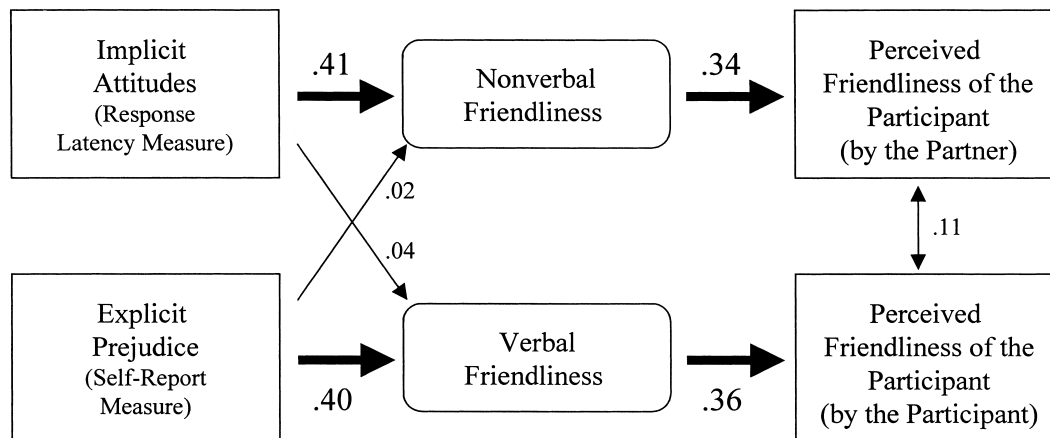 Implicit
Attitudes
(Response
Latency Measure)
.41
Nonverbal
Friendliness
.34
Perceived
Friendliness of the
Participant
(by the Partner)
.02
.04
.11
Explicit
Prejudice
(Self-Report
Measure)
.40
Verbal
Friendliness
.36
Perceived
Friendliness of the
Participant
(by the Participant)